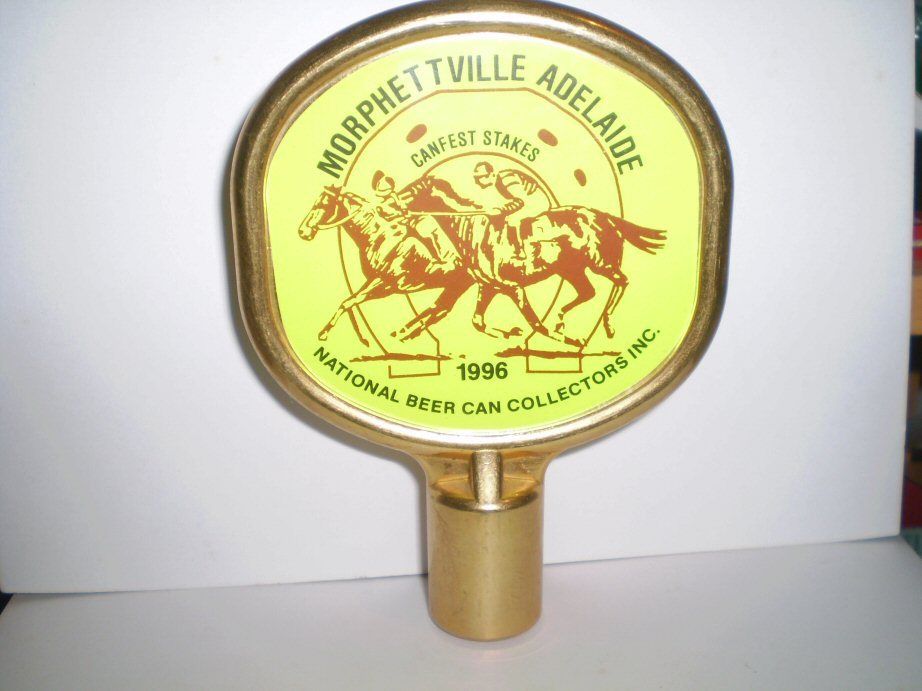 MORPHETTVILLE ADELAIDE
CANFEST STAKES
1996
NATIONAL BEER CAN COLLECTORS INC.